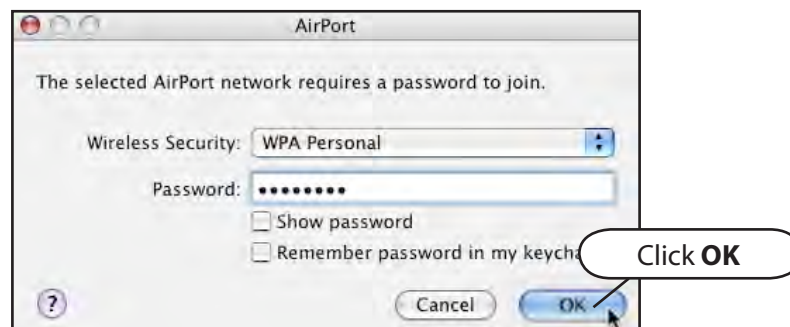 AirPort
The selected AirPort network requires a password to join.
Wireless Security: WPA Personal
Password: ••••••••
Show password
Remember password in my
Click OK
? Cancel OK